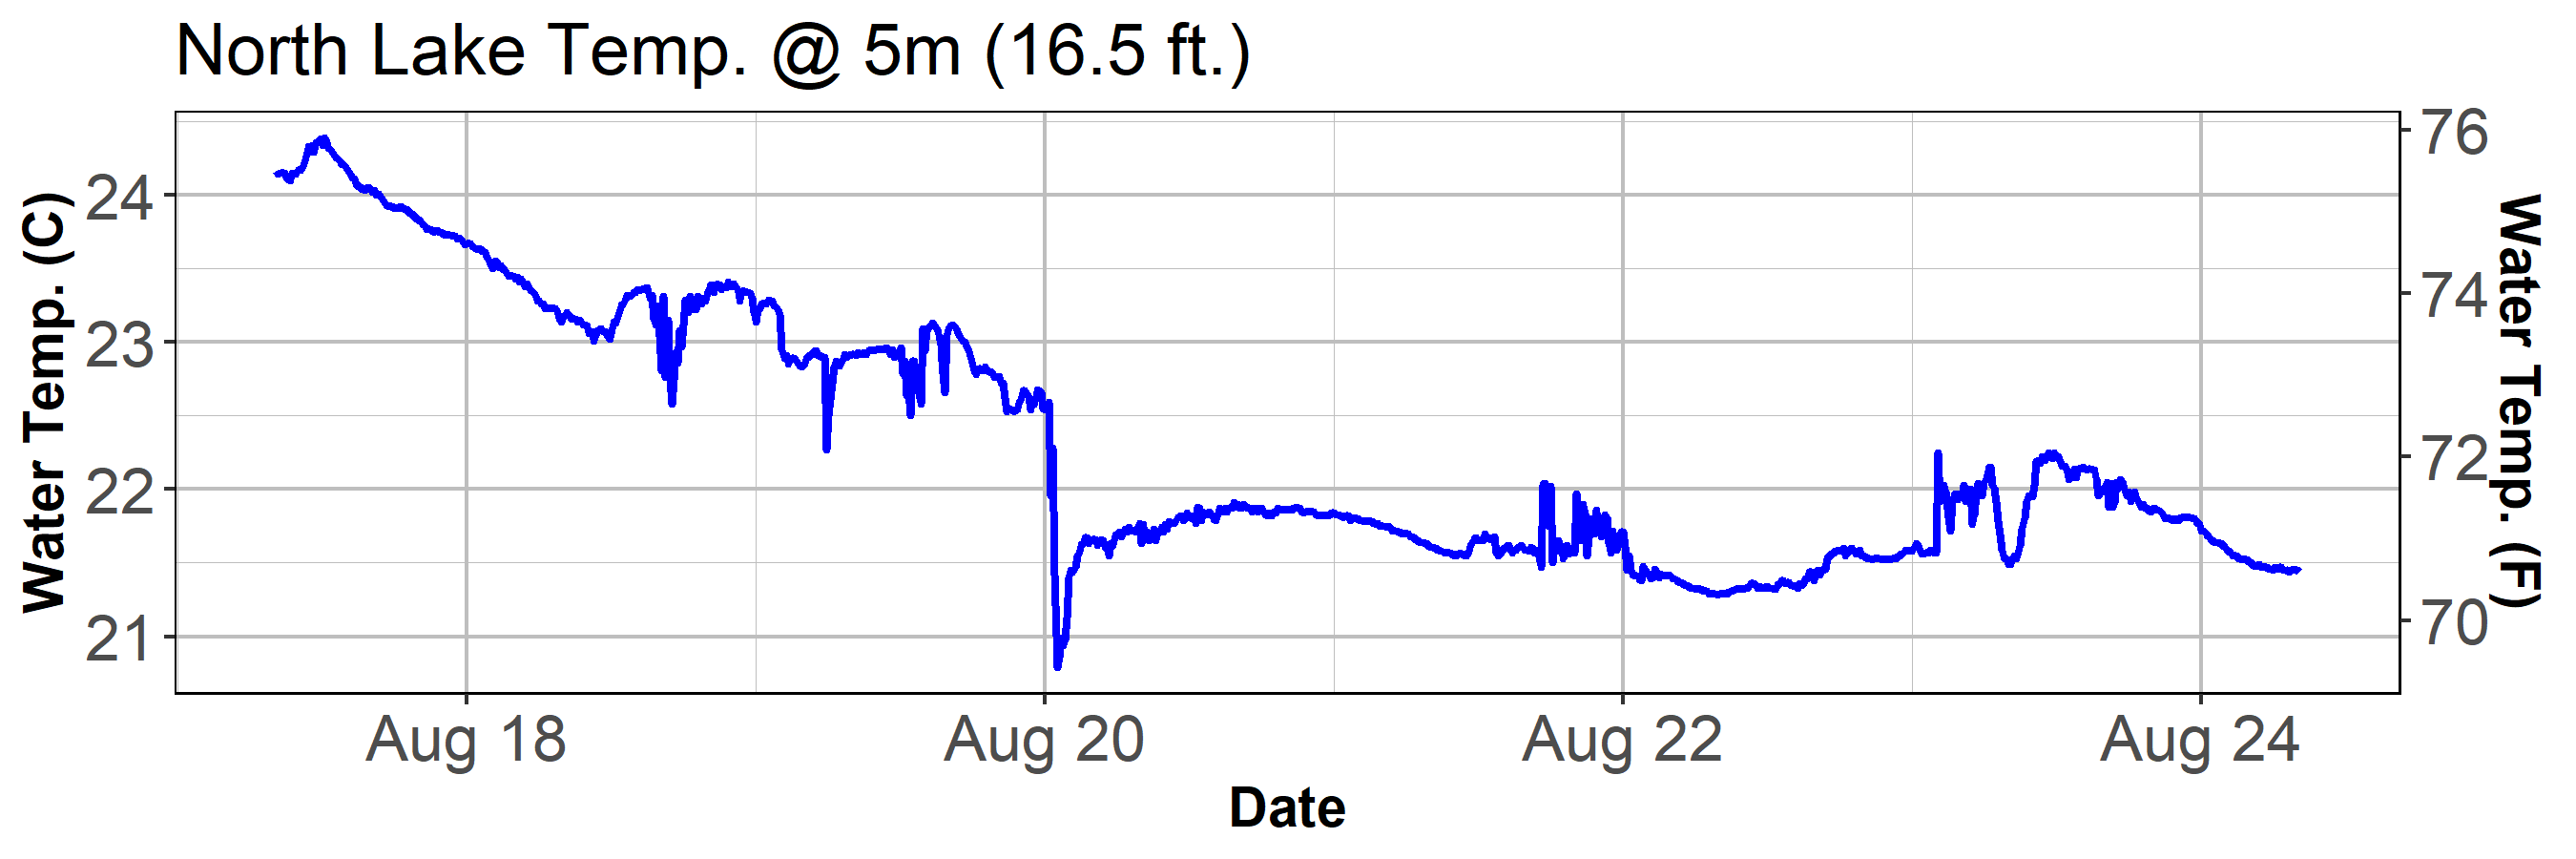 North Lake Temp. @ 5m (16.5 ft.)
Water Temp. (C)
24
23
22
21
76
74
72
70
Water Temp. (F)
Aug 18
Aug 20
Aug 22
Aug 24
Date